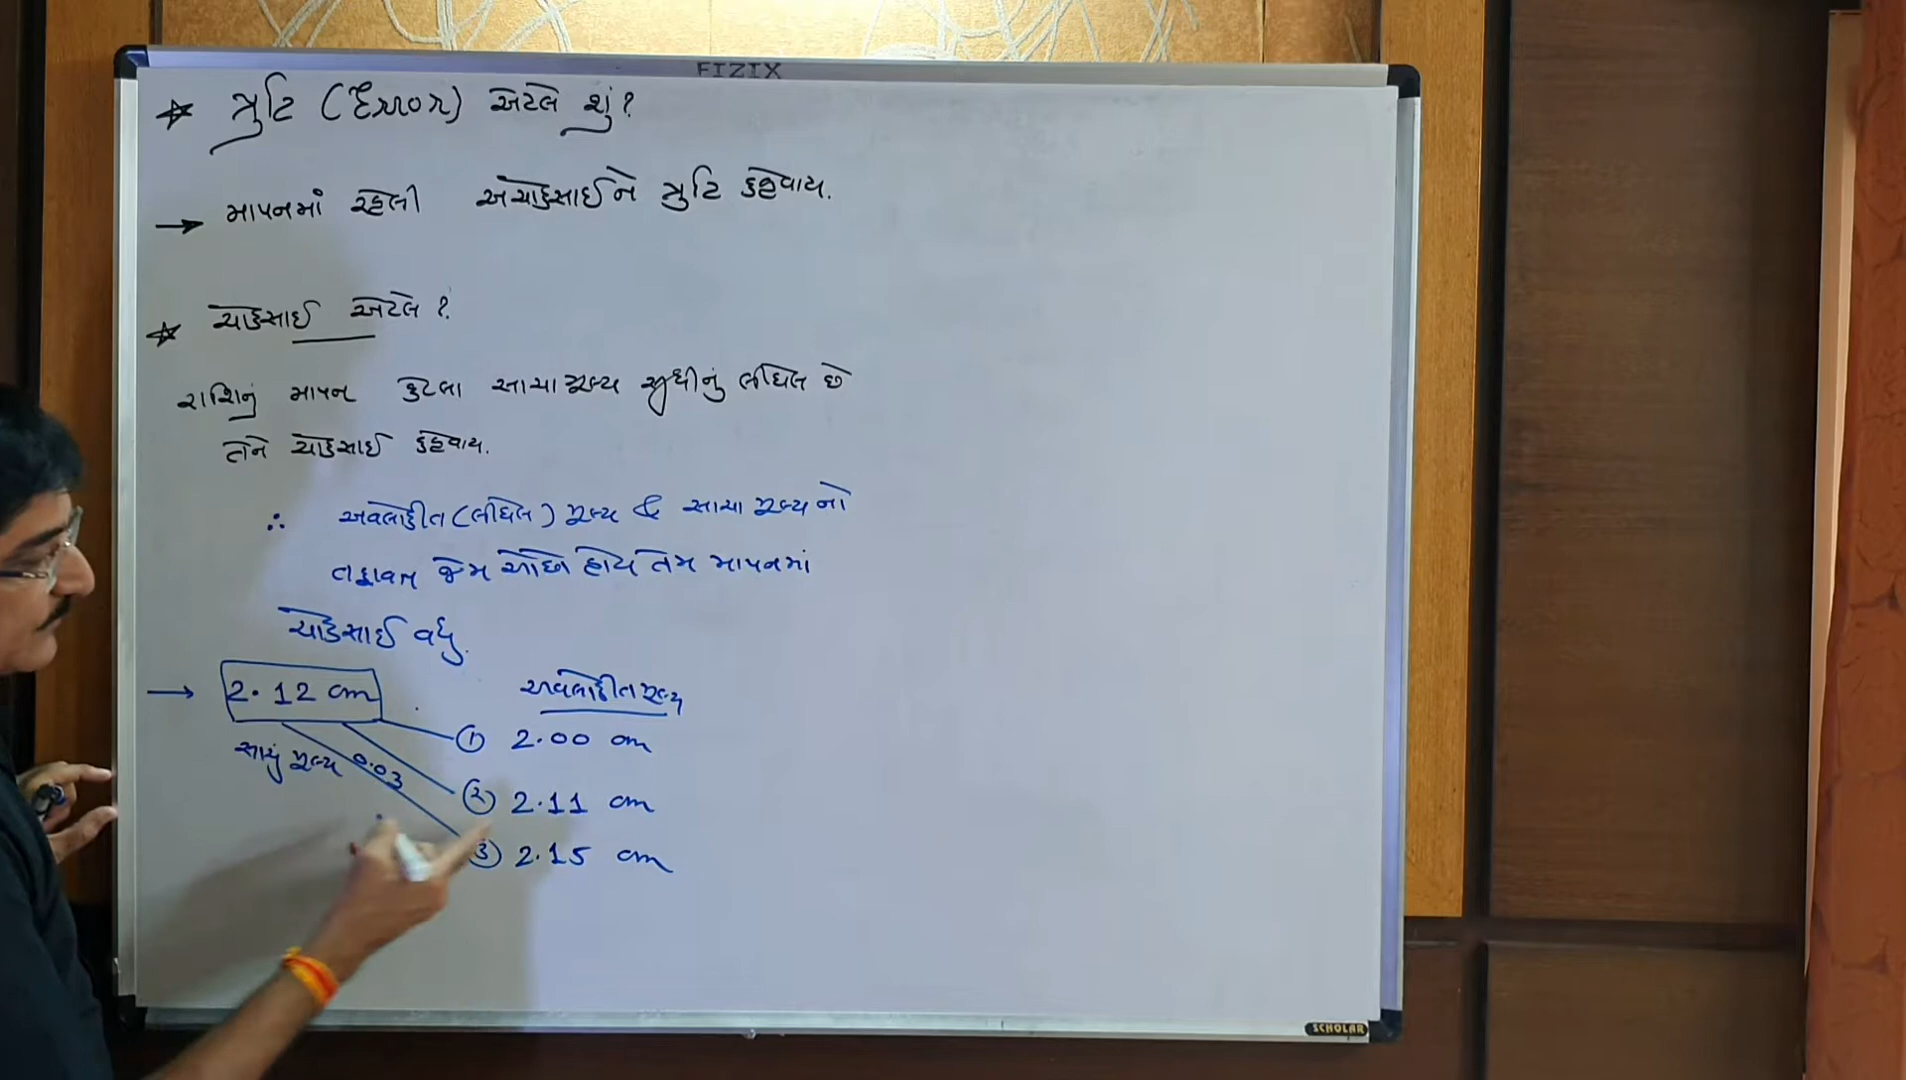 FIZIX
★ ત્રુટિ (Error) એટલે શું?
→ માપનમાં રહેલી અચોકસાઈને ત્રુટિ કહેવાય.
★ ચોકસાઈ એટલે?
રાશિનું માપન કેટલા સાચા મૂલ્ય સુધીનું લીધેલ છે
તેને ચોકસાઈ કહેવાય.
∴ અવલોકીત (લીધેલ) મૂલ્ય & સાચા મૂલ્ય નો
તફાવત જેમ ઓછો હોય તેમ માપનમાં
ચોકસાઈ વધુ.
→ 2.12 cm અવલોકીત મૂલ્ય
સાચું મૂલ્ય 0.03
① 2.00 cm
② 2.11 cm
③ 2.15 cm
SCHOLAR